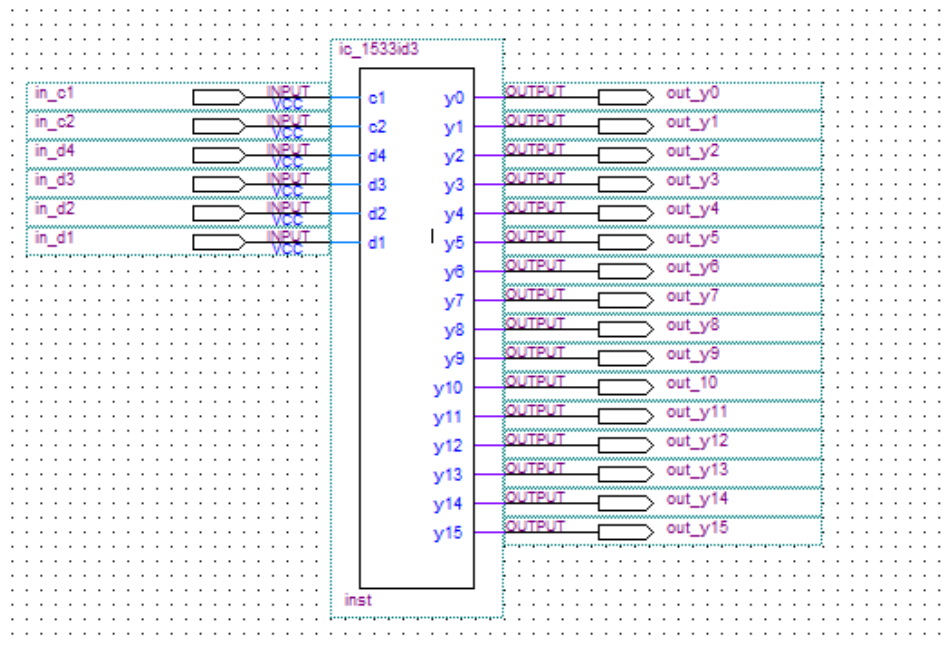 ic_1533id3
in_c1 INPUT VCC c1 y0 OUTPUT out_y0
in_c2 INPUT VCC c2 y1 OUTPUT out_y1
in_d4 INPUT VCC d4 y2 OUTPUT out_y2
in_d3 INPUT VCC d3 y3 OUTPUT out_y3
in_d2 INPUT VCC d2 y4 OUTPUT out_y4
in_d1 INPUT VCC d1 y5 OUTPUT out_y5
y6 OUTPUT out_y6
y7 OUTPUT out_y7
y8 OUTPUT out_y8
y9 OUTPUT out_y9
y10 OUTPUT out_10
y11 OUTPUT out_y11
y12 OUTPUT out_y12
y13 OUTPUT out_y13
y14 OUTPUT out_y14
y15 OUTPUT out_y15
inst